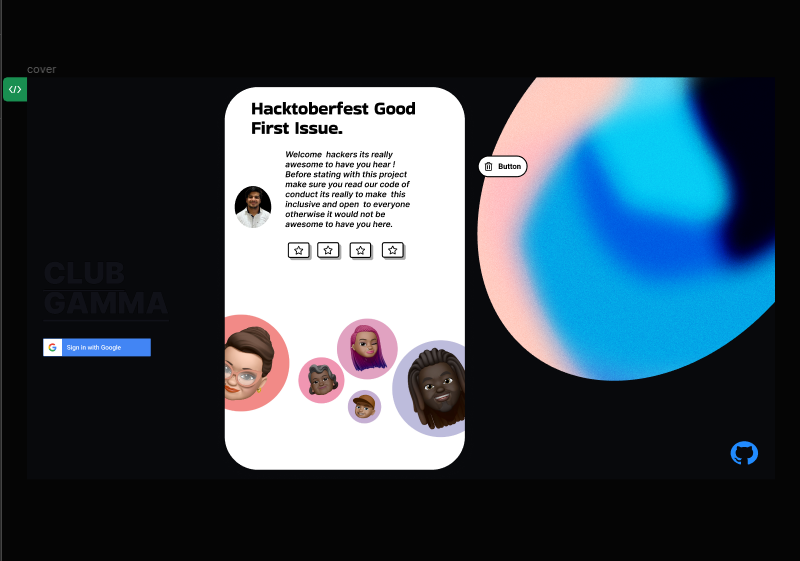 cover
Hacktoberfest Good
First Issue.
Welcome hackers its really
awesome to have you hear !
Before stating with this project
make sure you read our code of
conduct its really to make this
inclusive and open to everyone
otherwise it would not be
awesome to have you here.
Button
CLUB
GAMMA
Sign in with Google